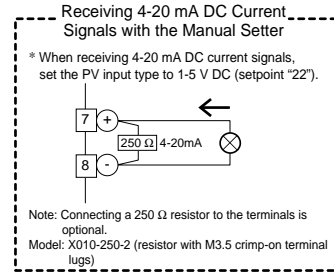 Receiving 4-20 mA DC Current
Signals with the Manual Setter
* When receiving 4-20 mA DC current signals,
set the PV input type to 1-5 V DC (setpoint “22”).
7 +
250 Ω 4-20mA
8 -
Note: Connecting a 250 Ω resistor to the terminals is
optional.
Model: X010-250-2 (resistor with M3.5 crimp-on terminal
lugs)